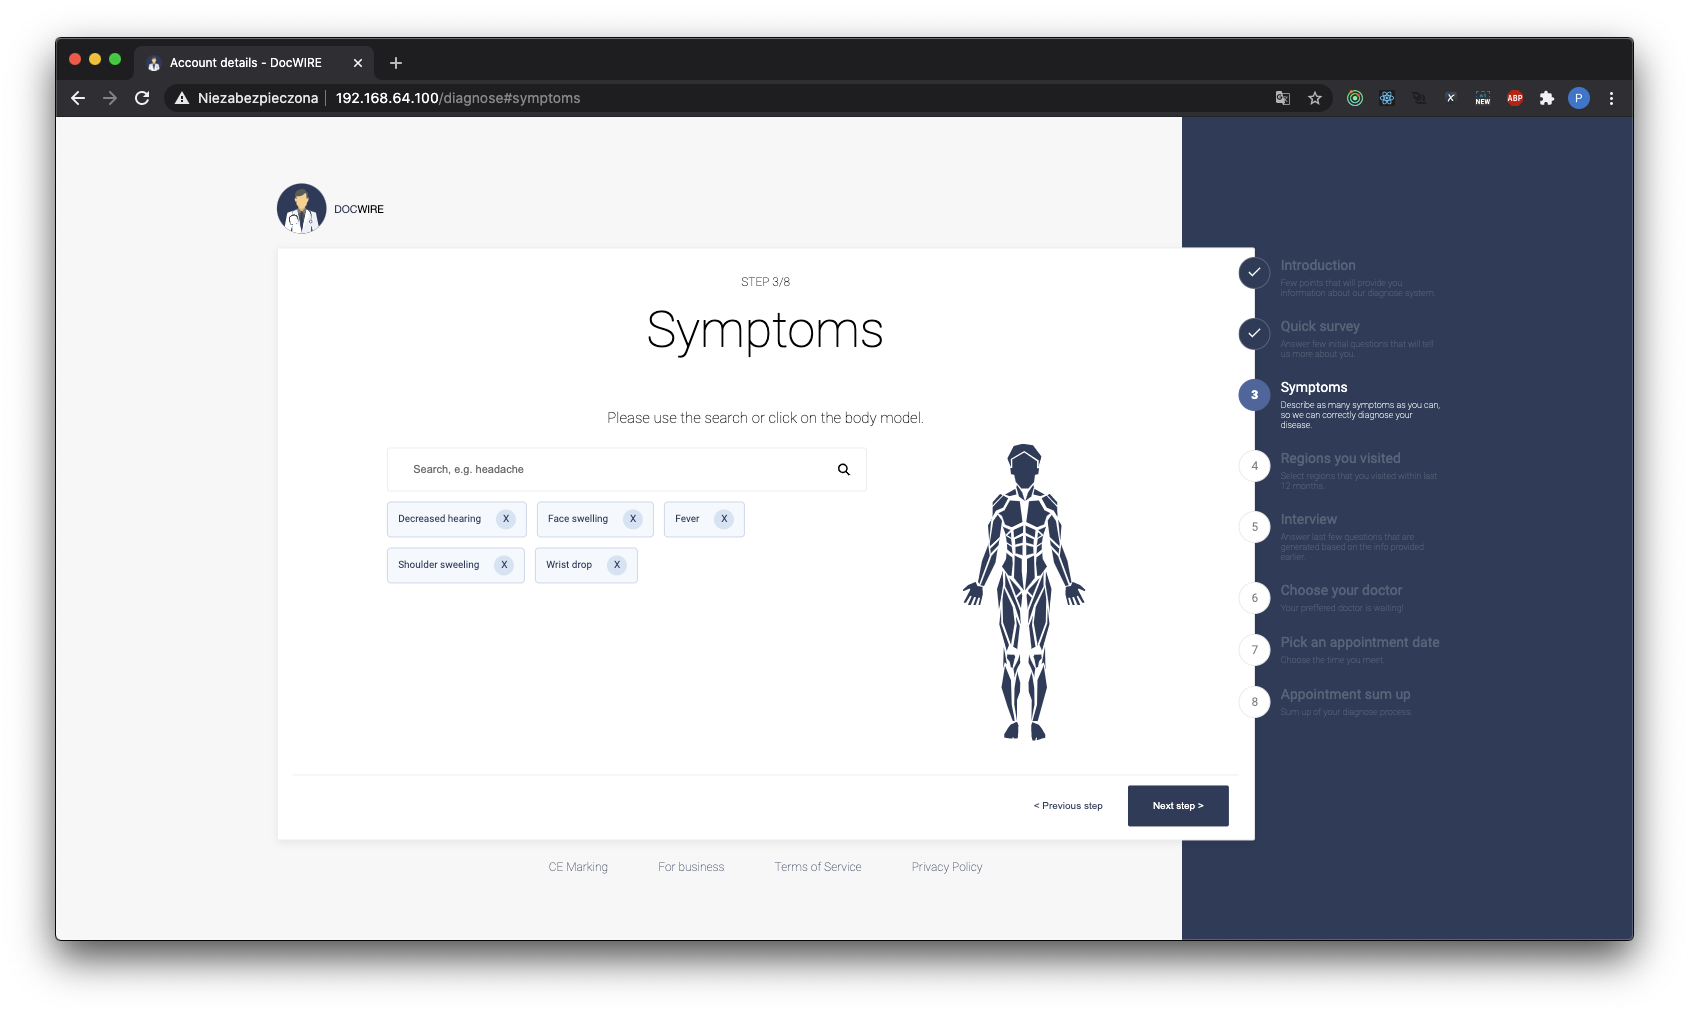 Account details - DocWIRE
Niezabezpieczona 192.168.64.100/diagnose#symptoms
NEW
ABP
P
DOCWIRE
STEP 3/8
Symptoms
Please use the search or click on the body model.
Search, e.g. headache
Decreased hearing X Face swelling X Fever X
Shoulder sweeling X Wrist drop X
< Previous step Next step >
Introduction
Few points that will provide you
information about our diagnose system.
Quick survey
Answer few initial questions that will tell
us more about you.
3 Symptoms
Describe as many symptoms as you can,
so we can correctly diagnose your
disease.
4 Regions you visited
Select regions that you visited within last
12 months.
5 Interview
Answer last few questions that are
generated based on the info provided
earlier.
6 Choose your doctor
Your preffered doctor is waiting!
7 Pick an appointment date
Choose the time you meet.
8 Appointment sum up
Sum up of your diagnose process.
CE Marking For business Terms of Service Privacy Policy